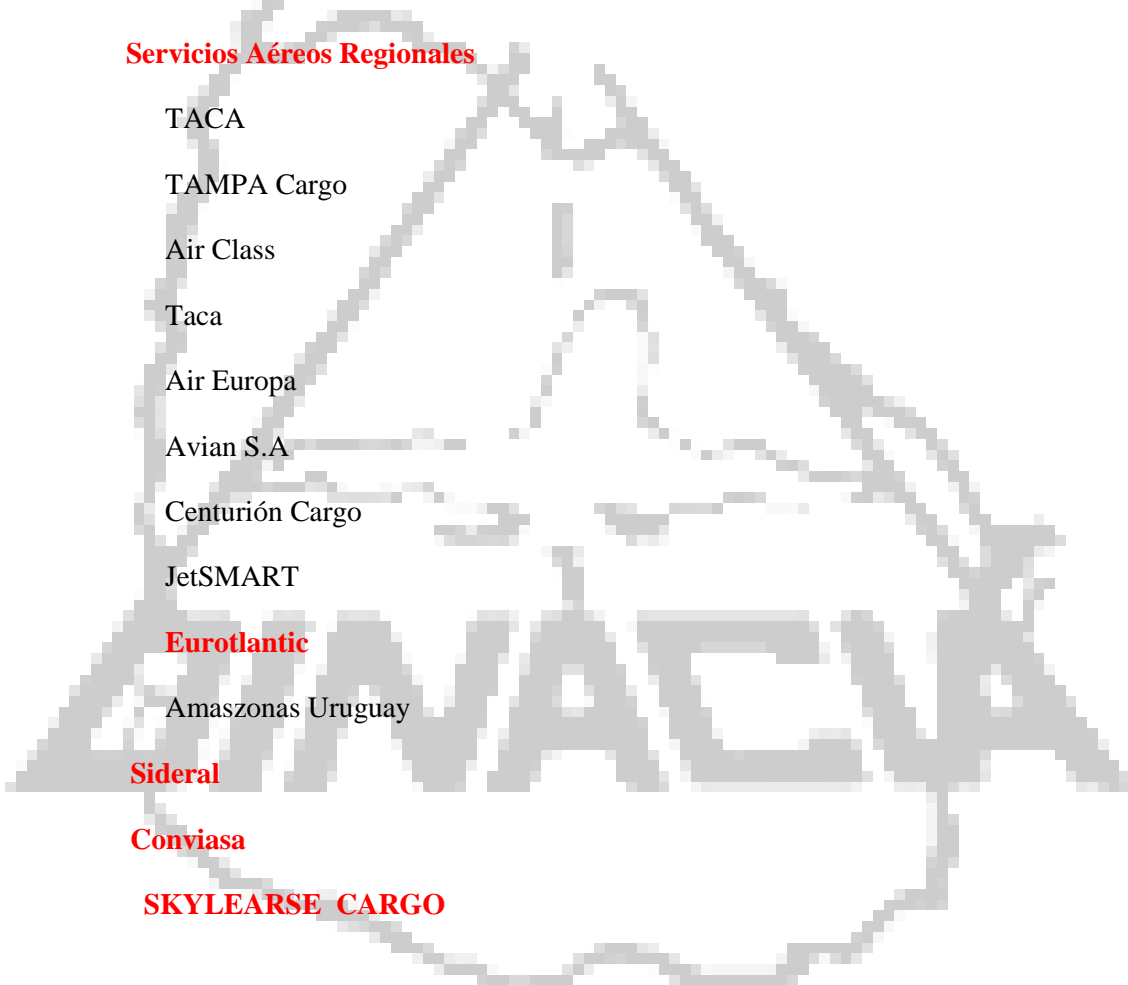 Servicios Aéreos Regionales
TACA
TAMPA Cargo
Air Class
Taca
Air Europa
Avian S.A
Centurión Cargo
JetSMART
Eurotlantic
Amaszonas Uruguay
Sideral
Conviasa
SKYLEARSE CARGO
DINACIA